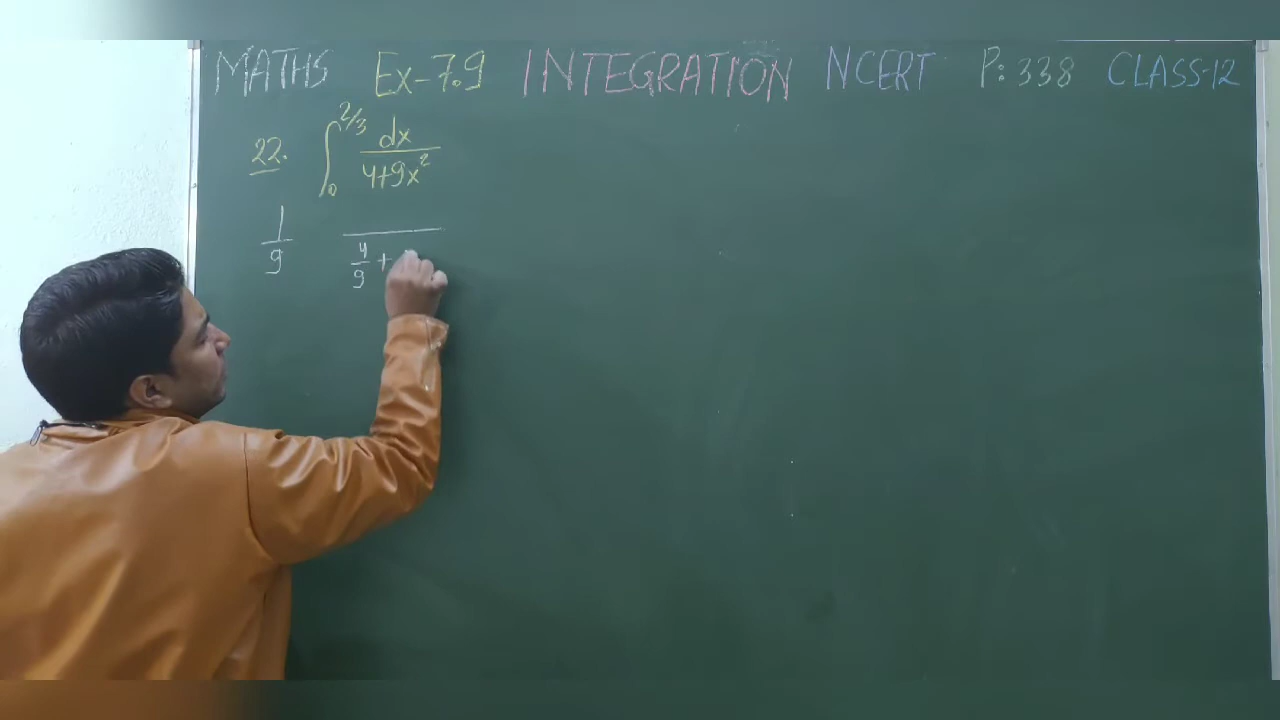 MATHS Ex-7.9 INTEGRATION NCERT P: 338 CLASS-12
22. ∫₀^{2/3} dx/(4+9x²)
1/9 /(4/9 +